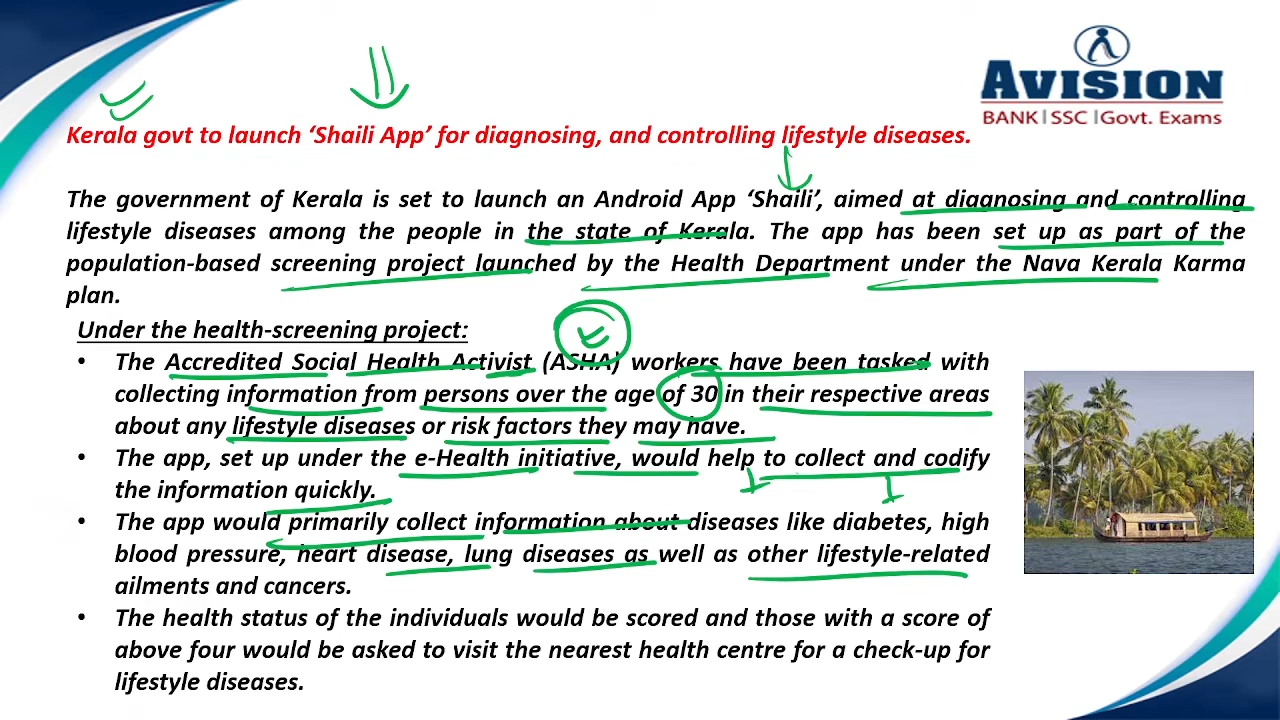 AVISION
BANK|SSC|Govt. Exams
Kerala govt to launch ‘Shaili App’ for diagnosing, and controlling lifestyle diseases.
The government of Kerala is set to launch an Android App ‘Shaili’, aimed at diagnosing and controlling
lifestyle diseases among the people in the state of Kerala. The app has been set up as part of the
population-based screening project launched by the Health Department under the Nava Kerala Karma
plan.
Under the health-screening project:
• The Accredited Social Health Activist (ASHA) workers have been tasked with
collecting information from persons over the age of 30 in their respective areas
about any lifestyle diseases or risk factors they may have.
• The app, set up under the e-Health initiative, would help to collect and codify
the information quickly.
• The app would primarily collect information about diseases like diabetes, high
blood pressure, heart disease, lung diseases as well as other lifestyle-related
ailments and cancers.
• The health status of the individuals would be scored and those with a score of
above four would be asked to visit the nearest health centre for a check-up for
lifestyle diseases.